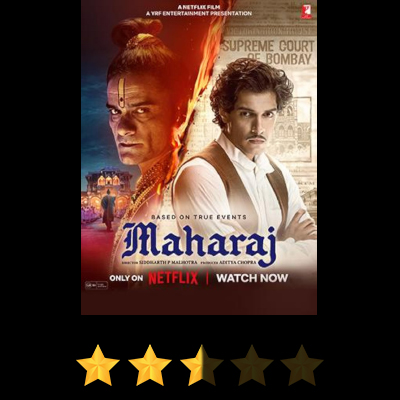 A NETFLIX FILM
A YRF ENTERTAINMENT PRESENTATION
SUPREME COURT
OF BOMBAY
BASED ON TRUE EVENTS
Maharaj
DIRECTOR SIDDHARTH P MALHOTRA PRODUCER ADITYA CHOPRA
ONLY ON NETFLIX | WATCH NOW